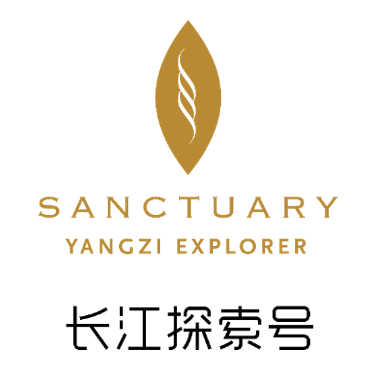 SANCTUARY
YANGZI EXPLORER
长江探索号